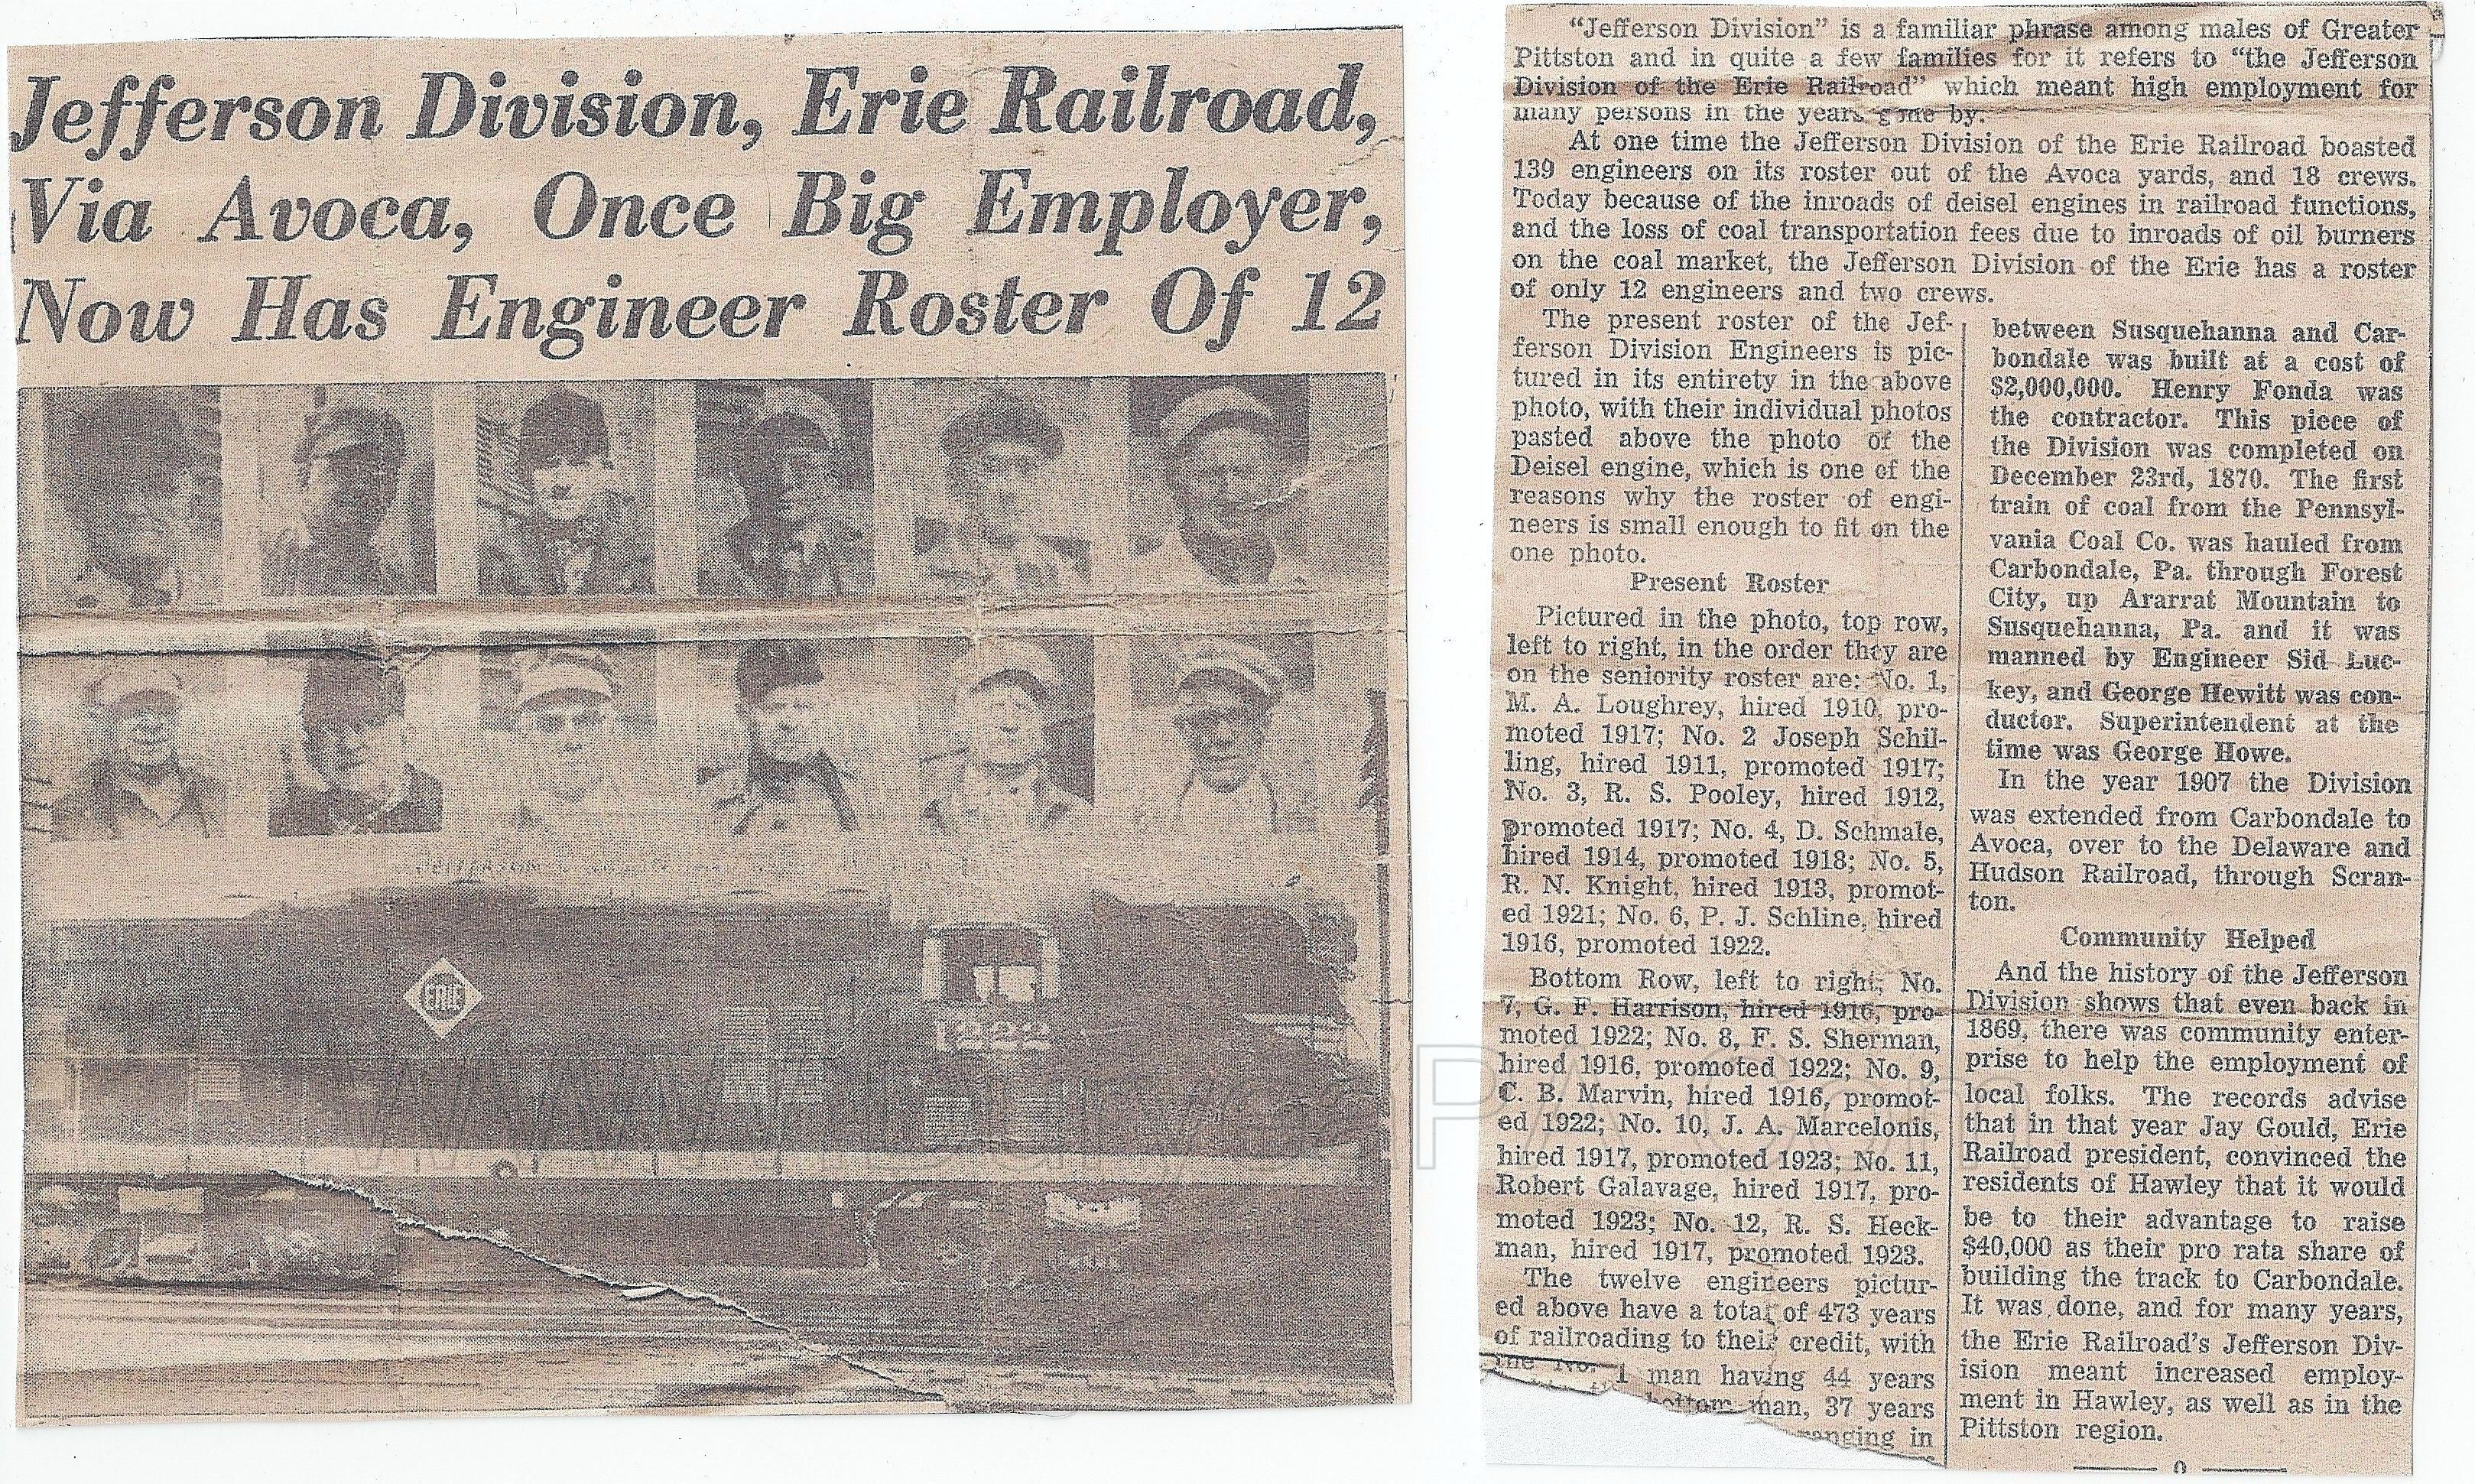 Jefferson Division, Erie Railroad,
Via Avoca, Once Big Employer,
Now Has Engineer Roster Of 12
ERIE
1222
"Jefferson Division" is a familiar phrase among males of Greater
Pittston and in quite a few families for it refers to "the Jefferson
Division of the Erie Railroad" which meant high employment for
many persons in the years gone by.
At one time the Jefferson Division of the Erie Railroad boasted
139 engineers on its roster out of the Avoca yards, and 18 crews.
Today because of the inroads of deisel engines in railroad functions,
and the loss of coal transportation fees due to inroads of oil burners
on the coal market, the Jefferson Division of the Erie has a roster
of only 12 engineers and two crews.
The present roster of the Jef-
ferson Division Engineers is pic-
tured in its entirety in the above
photo, with their individual photos
pasted above the photo of the
Deisel engine, which is one of the
reasons why the roster of engi-
neers is small enough to fit on the
one photo.
Present Roster
Pictured in the photo, top row,
left to right, in the order they are
on the seniority roster are: No. 1,
M. A. Loughrey, hired 1910, pro-
moted 1917; No. 2 Joseph Schil-
ling, hired 1911, promoted 1917;
No. 3, R. S. Pooley, hired 1912,
promoted 1917; No. 4, D. Schmale,
hired 1914, promoted 1918; No. 5,
R. N. Knight, hired 1913, promot-
ed 1921; No. 6, P. J. Schline, hired
1916, promoted 1922.
Bottom Row, left to right, No.
7, G. F. Harrison, hired 1916, pro-
moted 1922; No. 8, F. S. Sherman,
hired 1916, promoted 1922; No. 9,
C. B. Marvin, hired 1916, promot-
ed 1922; No. 10, J. A. Marcelonis,
hired 1917, promoted 1923; No. 11,
Robert Galavage, hired 1917, pro-
moted 1923; No. 12, R. S. Heck-
man, hired 1917, promoted 1923.
The twelve engineers pictur-
ed above have a total of 473 years
of railroading to their credit, with
the No. 1 man having 44 years
bottom man, 37 years
ranging in
between Susquehanna and Car-
bondale was built at a cost of
$2,000,000. Henry Fonda was
the contractor. This piece of
the Division was completed on
December 23rd, 1870. The first
train of coal from the Pennsyl-
vania Coal Co. was hauled from
Carbondale, Pa. through Forest
City, up Ararrat Mountain to
Susquehanna, Pa. and it was
manned by Engineer Sid Luc-
key, and George Hewitt was con-
ductor. Superintendent at the
time was George Howe.
In the year 1907 the Division
was extended from Carbondale to
Avoca, over to the Delaware and
Hudson Railroad, through Scran-
ton.
Community Helped
And the history of the Jefferson
Division shows that even back in
1869, there was community enter-
prise to help the employment of
local folks. The records advise
that in that year Jay Gould, Erie
Railroad president, convinced the
residents of Hawley that it would
be to their advantage to raise
$40,000 as their pro rata share of
building the track to Carbondale.
It was done, and for many years,
the Erie Railroad's Jefferson Div-
ision meant increased employ-
ment in Hawley, as well as in the
Pittston region.